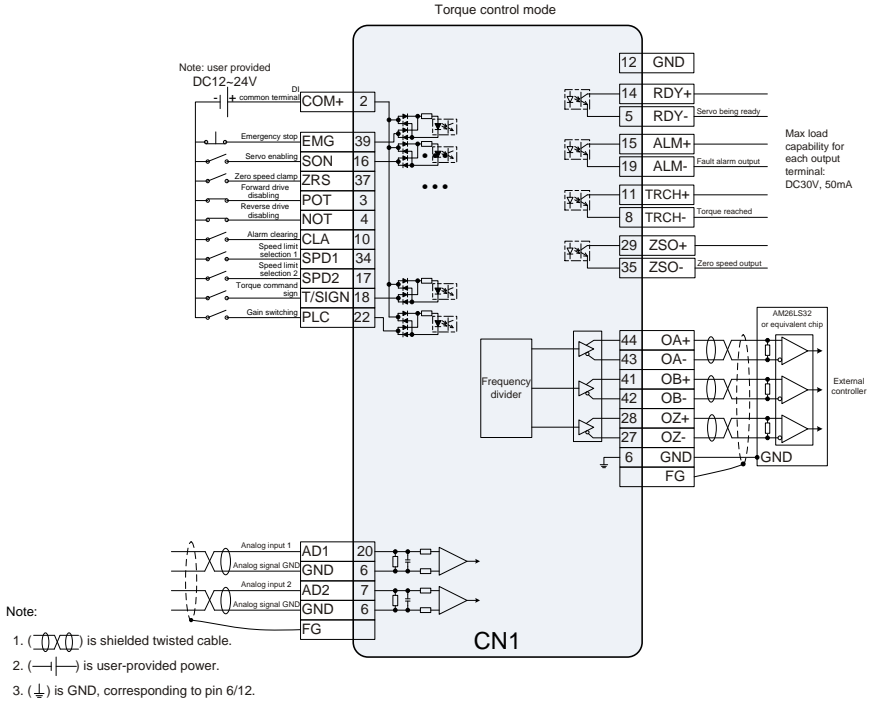 Torque control mode
Note: user provided
DC12~24V
- + DI
common terminal COM+ 2
Emergency stop EMG 39
Servo enabling SON 16
Zero speed clamp ZRS 37
Forward drive
disabling POT 3
Reverse drive
disabling NOT 4
Alarm clearing CLA 10
Speed limit
selection 1 SPD1 34
Speed limit
selection 2 SPD2 17
Torque command
sign T/SIGN 18
Gain switching PLC 22
12 GND
14 RDY+
5 RDY- Servo being ready
15 ALM+
19 ALM- Fault alarm output
11 TRCH+
8 TRCH- Torque reached
29 ZSO+
35 ZSO- Zero speed output
Max load
capability for
each output
terminal:
DC30V, 50mA
Frequency
divider
44 OA+
43 OA-
41 OB+
42 OB-
28 OZ+
27 OZ-
6 GND
FG
AM26LS32
or equivalent chip
GND
External
controller
Analog input 1 AD1 20
Analog signal GND GND 6
Analog input 2 AD2 7
Analog signal GND GND 6
FG
CN1
Note:
1. ( ) is shielded twisted cable.
2. ( ) is user-provided power.
3. ( ) is GND, corresponding to pin 6/12.